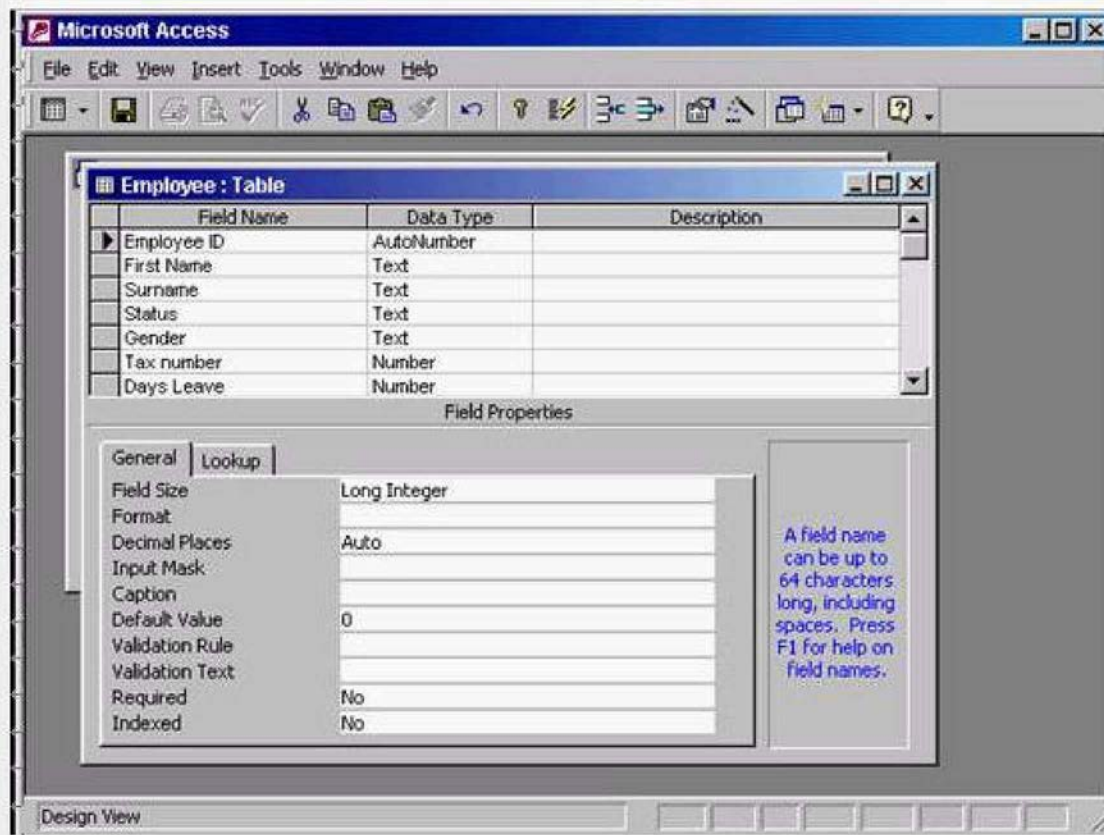 Microsoft Access
File Edit View Insert Tools Window Help
Employee : Table
Field Name Data Type Description
Employee ID AutoNumber
First Name Text
Surname Text
Status Text
Gender Text
Tax number Number
Days Leave Number
Field Properties
General Lookup
Field Size Long Integer
Format
Decimal Places Auto
Input Mask
Caption
Default Value 0
Validation Rule
Validation Text
Required No
Indexed No
A field name
can be up to
64 characters
long, including
spaces. Press
F1 for help on
field names.
Design View